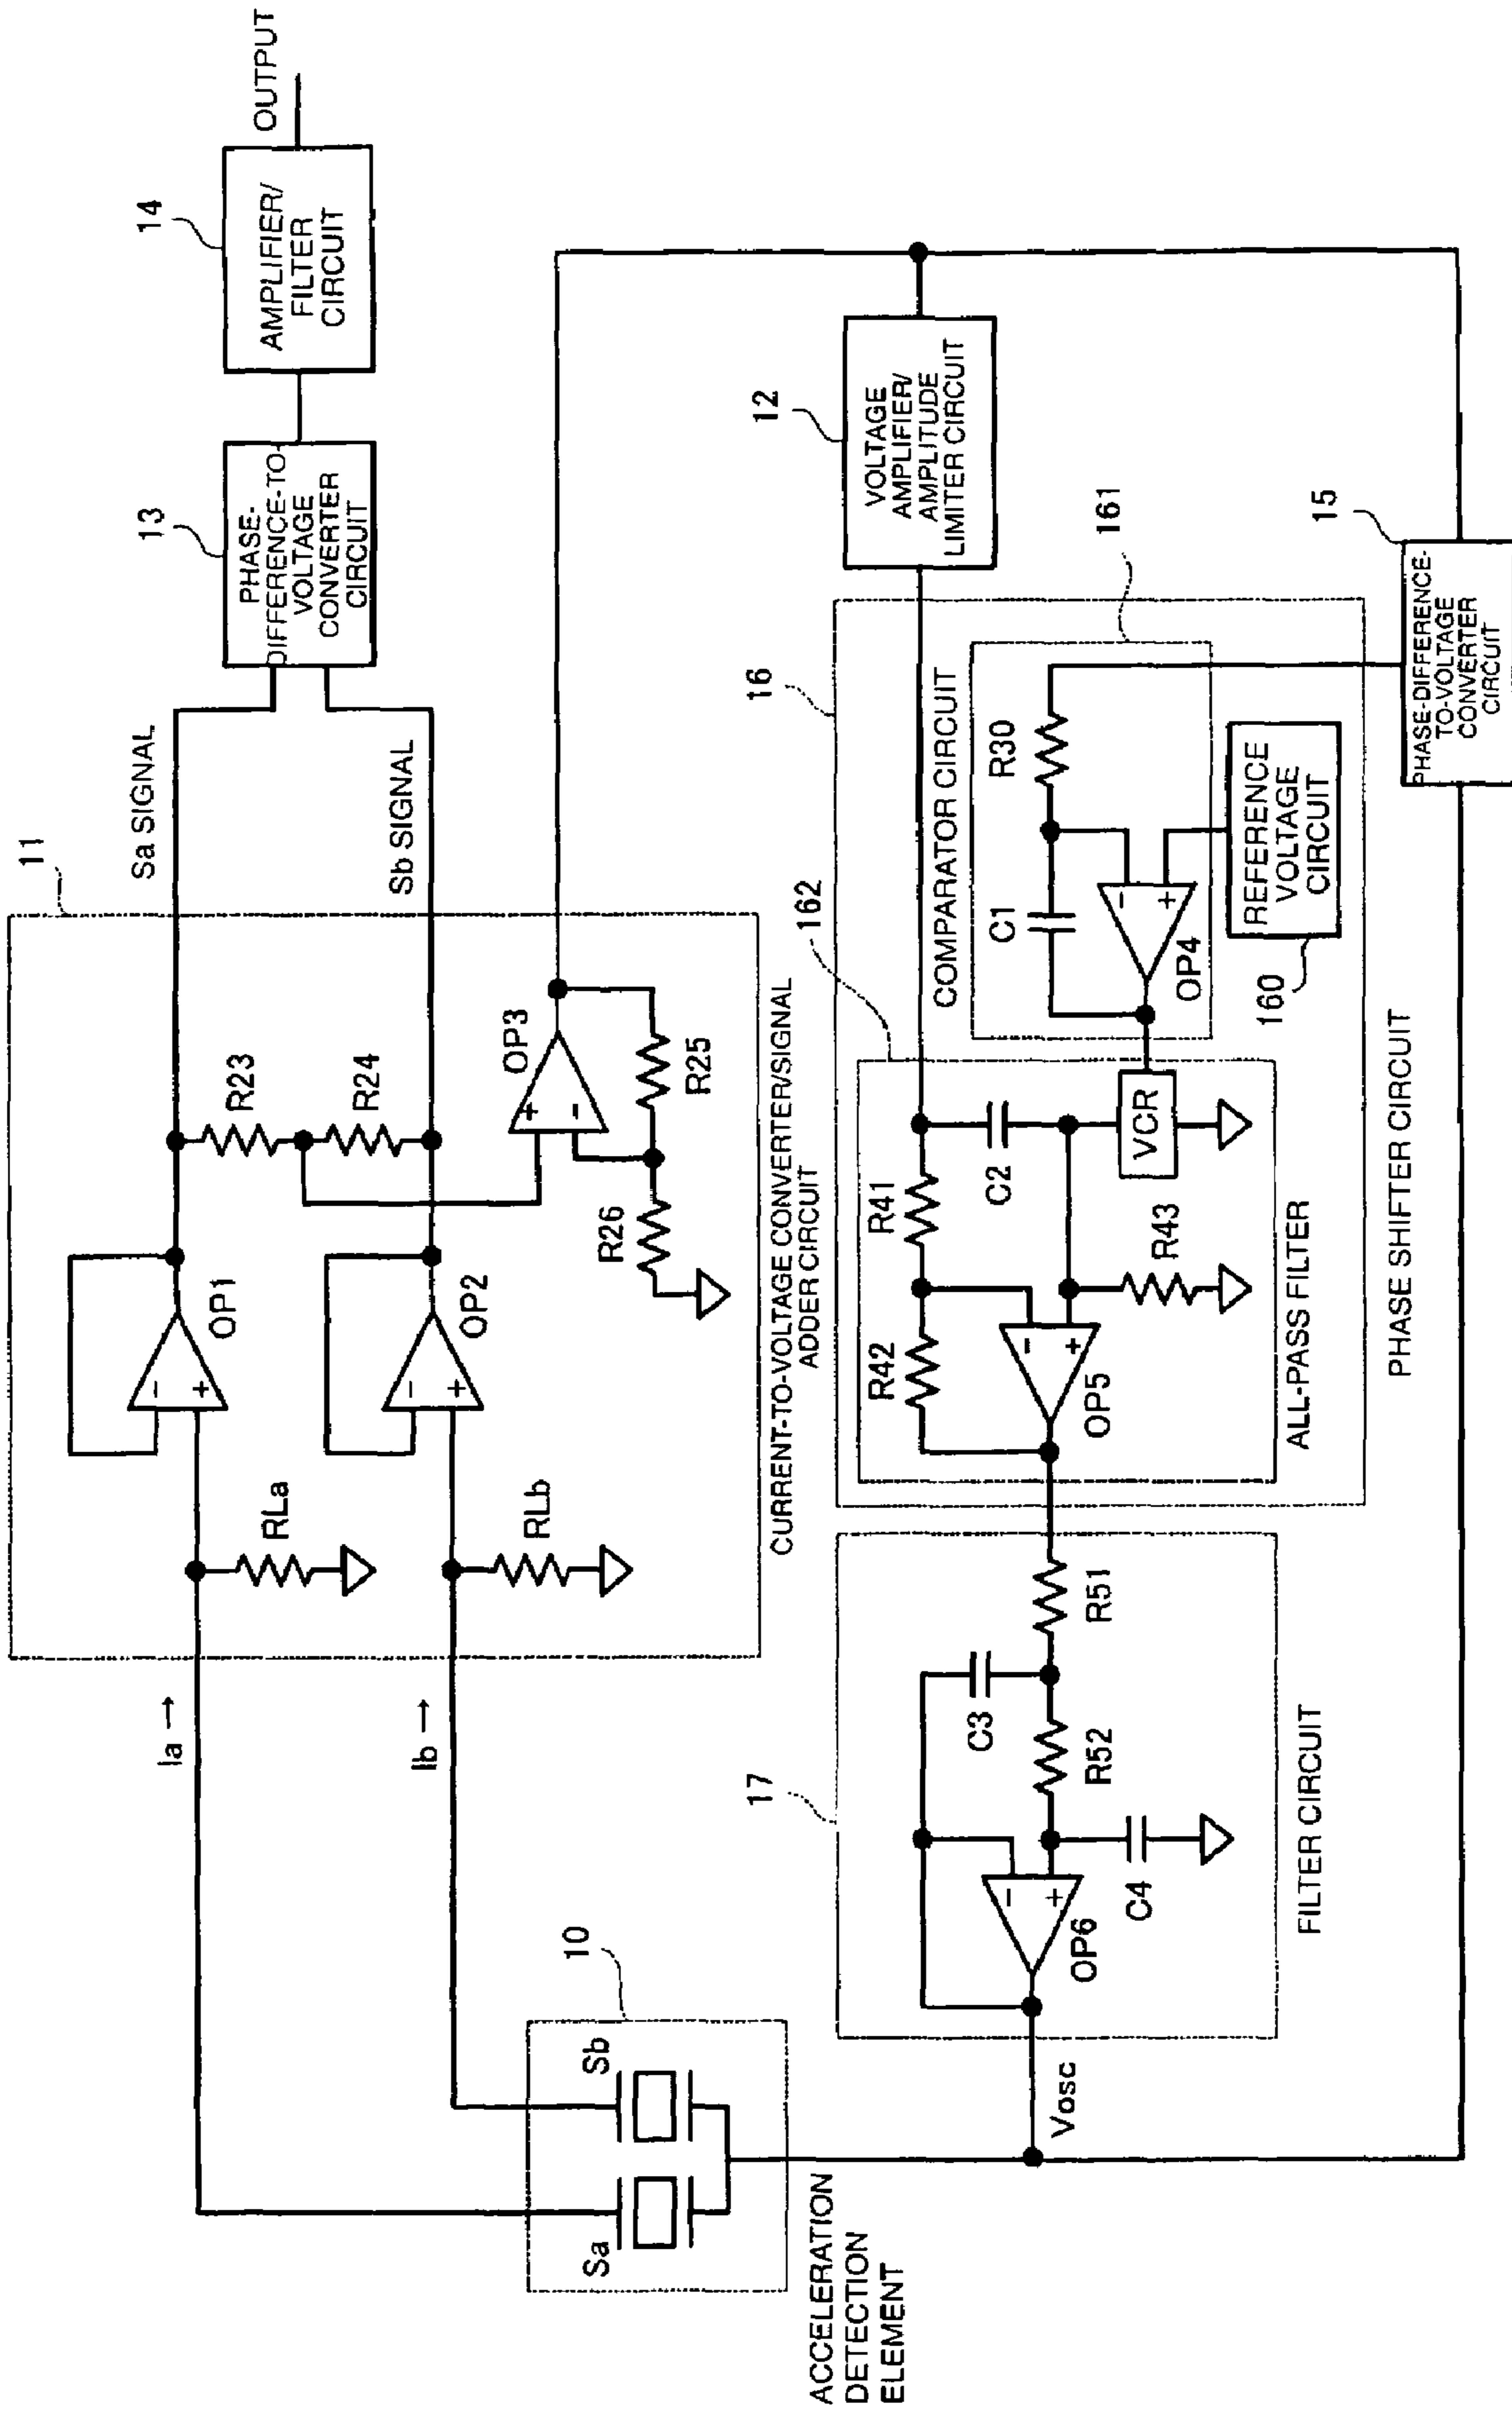 OUTPUT
14
AMPLIFIER/
FILTER
CIRCUIT
13
PHASE-
DIFFERENCE-TO-
VOLTAGE
CONVERTER
CIRCUIT
Sa SIGNAL
Sb SIGNAL
11
OP1
-
+
OP2
-
+
R23
R24
OP3
+
-
R25
R26
RLa
RLb
CURRENT-TO-VOLTAGE CONVERTER/SIGNAL
ADDER CIRCUIT
Ia →
Ib →
10
Sa
Sb
ACCELERATION
DETECTION
ELEMENT
12
VOLTAGE
AMPLIFIER/
AMPLITUDE
LIMITER CIRCUIT
16
161
COMPARATOR CIRCUIT
R30
C1
OP4
-
+
REFERENCE
VOLTAGE
CIRCUIT
160
15
PHASE-DIFFERENCE-
TO-VOLTAGE
CONVERTER
CIRCUIT
162
R41
R42
C2
VCR
R43
OP5
-
+
ALL-PASS FILTER
PHASE SHIFTER CIRCUIT
17
R51
C3
R52
C4
OP6
-
+
FILTER CIRCUIT
Vosc